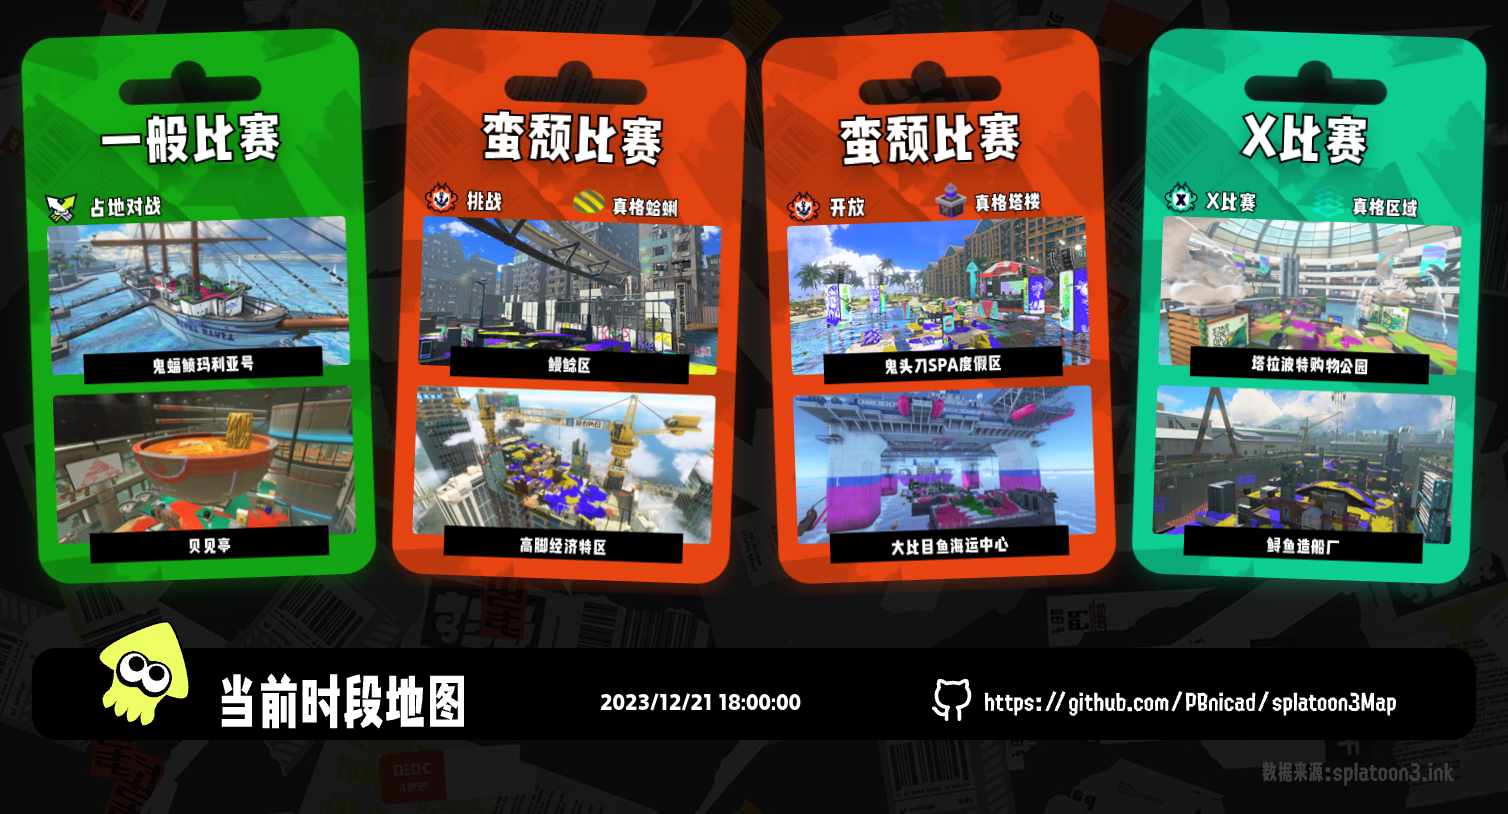 一般比赛
占地对战
鬼蝠鲼玛利亚号
贝见亭
蛮颓比赛
挑战
真格蛤蜊
鳗鲶区
高脚经济特区
蛮颓比赛
开放
真格塔楼
鬼头刀SPA度假区
大比目鱼海运中心
X比赛
X比赛
真格区域
塔拉波特购物公园
鲟鱼造船厂
当前时段地图
2023/12/21 18:00:00
https://github.com/PBnicad/splatoon3Map
数据来源:splatoon3.ink